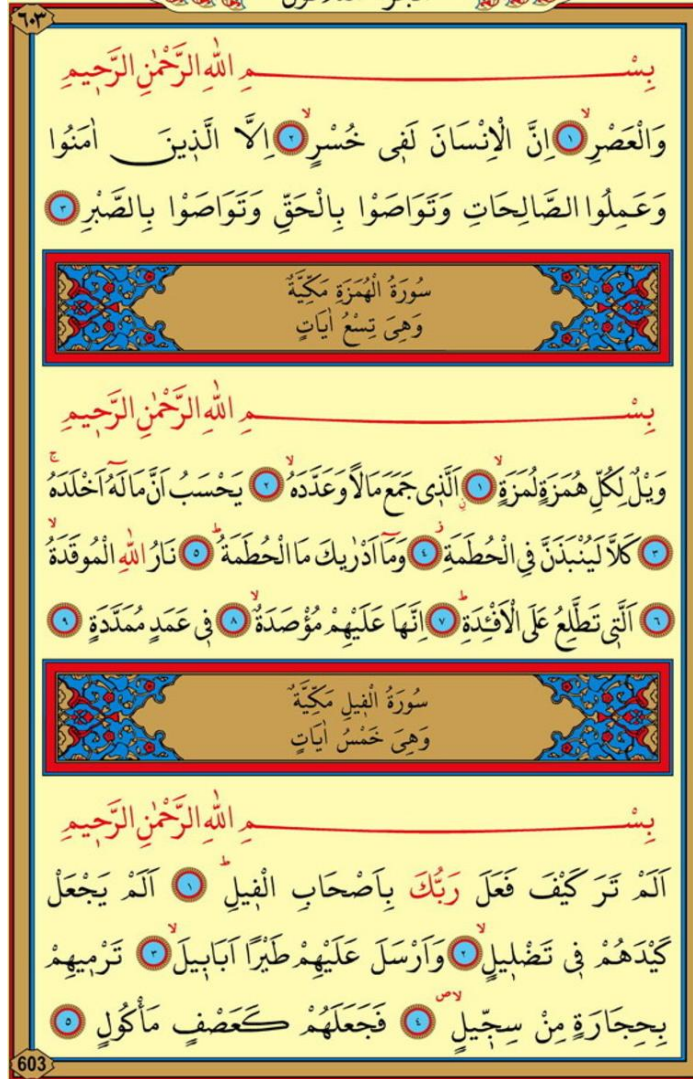 ٦٠٣
بِسْمِ اللّٰهِ الرَّحْمٰنِ الرَّحٖيمِ
وَالْعَصْرِۙ ﴿١﴾ اِنَّ الْاِنْسَانَ لَفٖى خُسْرٍۙ ﴿٢﴾ اِلَّا الَّذٖينَ اٰمَنُوا
وَعَمِلُوا الصَّالِحَاتِ وَتَوَاصَوْا بِالْحَقِّ وَتَوَاصَوْا بِالصَّبْرِ ﴿٣﴾
سُورَةُ الْهُمَزَةِ مَكِّيَّةٌ
وَهِىَ تِسْعُ اٰيَاتٍ
بِسْمِ اللّٰهِ الرَّحْمٰنِ الرَّحٖيمِ
وَيْلٌ لِكُلِّ هُمَزَةٍ لُمَزَةٍۙ ﴿١﴾ اَلَّذٖى جَمَعَ مَالًا وَعَدَّدَهُۙ ﴿٢﴾ يَحْسَبُ اَنَّ مَالَهُٓ اَخْلَدَهُۚ
﴿٣﴾ كَلَّا لَيُنْبَذَنَّ فِى الْحُطَمَةِؗ ﴿٤﴾ وَمَٓا اَدْرٰيكَ مَا الْحُطَمَةُؕ ﴿٥﴾ نَارُ اللّٰهِ الْمُوقَدَةُۙ
﴿٦﴾ اَلَّتٖى تَطَّلِعُ عَلَى الْاَفْـِٔدَةِؕ ﴿٧﴾ اِنَّهَا عَلَيْهِمْ مُؤْصَدَةٌۙ ﴿٨﴾ فٖى عَمَدٍ مُمَدَّدَةٍ ﴿٩﴾
سُورَةُ الْفٖيلِ مَكِّيَّةٌ
وَهِىَ خَمْسُ اٰيَاتٍ
بِسْمِ اللّٰهِ الرَّحْمٰنِ الرَّحٖيمِ
اَلَمْ تَرَ كَيْفَ فَعَلَ رَبُّكَ بِاَصْحَابِ الْفٖيلِؕ ﴿١﴾ اَلَمْ يَجْعَلْ
كَيْدَهُمْ فٖى تَضْلٖيلٍۙ ﴿٢﴾ وَاَرْسَلَ عَلَيْهِمْ طَيْرًا اَبَابٖيلَۙ ﴿٣﴾ تَرْمٖيهِمْ
بِحِجَارَةٍ مِنْ سِجّٖيلٍۙ ﴿٤﴾ فَجَعَلَهُمْ كَعَصْفٍ مَأْكُولٍ ﴿٥﴾
603